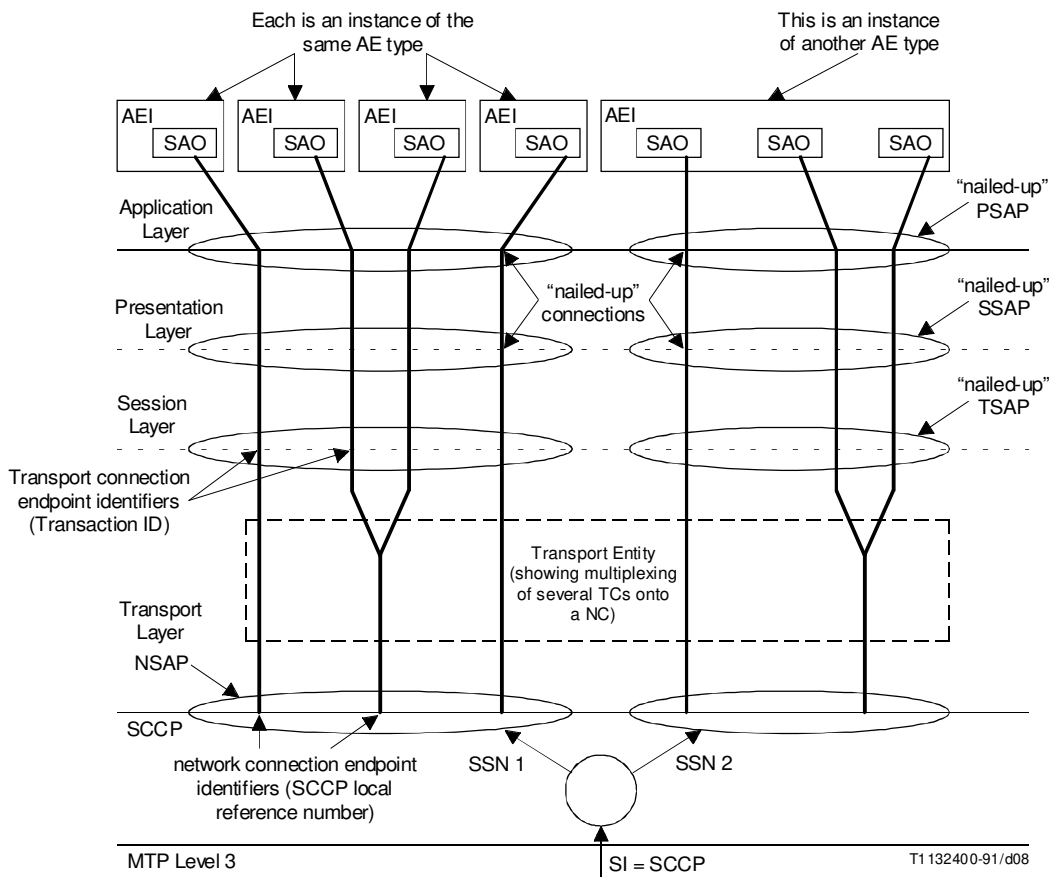 Each is an instance of the
same AE type
This is an instance
of another AE type
AEI
SAO
AEI
SAO
AEI
SAO
AEI
SAO
AEI
SAO
SAO
SAO
Application
Layer
“nailed-up”
PSAP
“nailed-up”
connections
Presentation
Layer
“nailed-up”
SSAP
Session
Layer
“nailed-up”
TSAP
Transport connection
endpoint identifiers
(Transaction ID)
Transport Entity
(showing multiplexing
of several TCs onto
a NC)
Transport
Layer
NSAP
SCCP
network connection endpoint
identifiers (SCCP local
reference number)
SSN 1
SSN 2
MTP Level 3
SI = SCCP
T1132400-91/d08